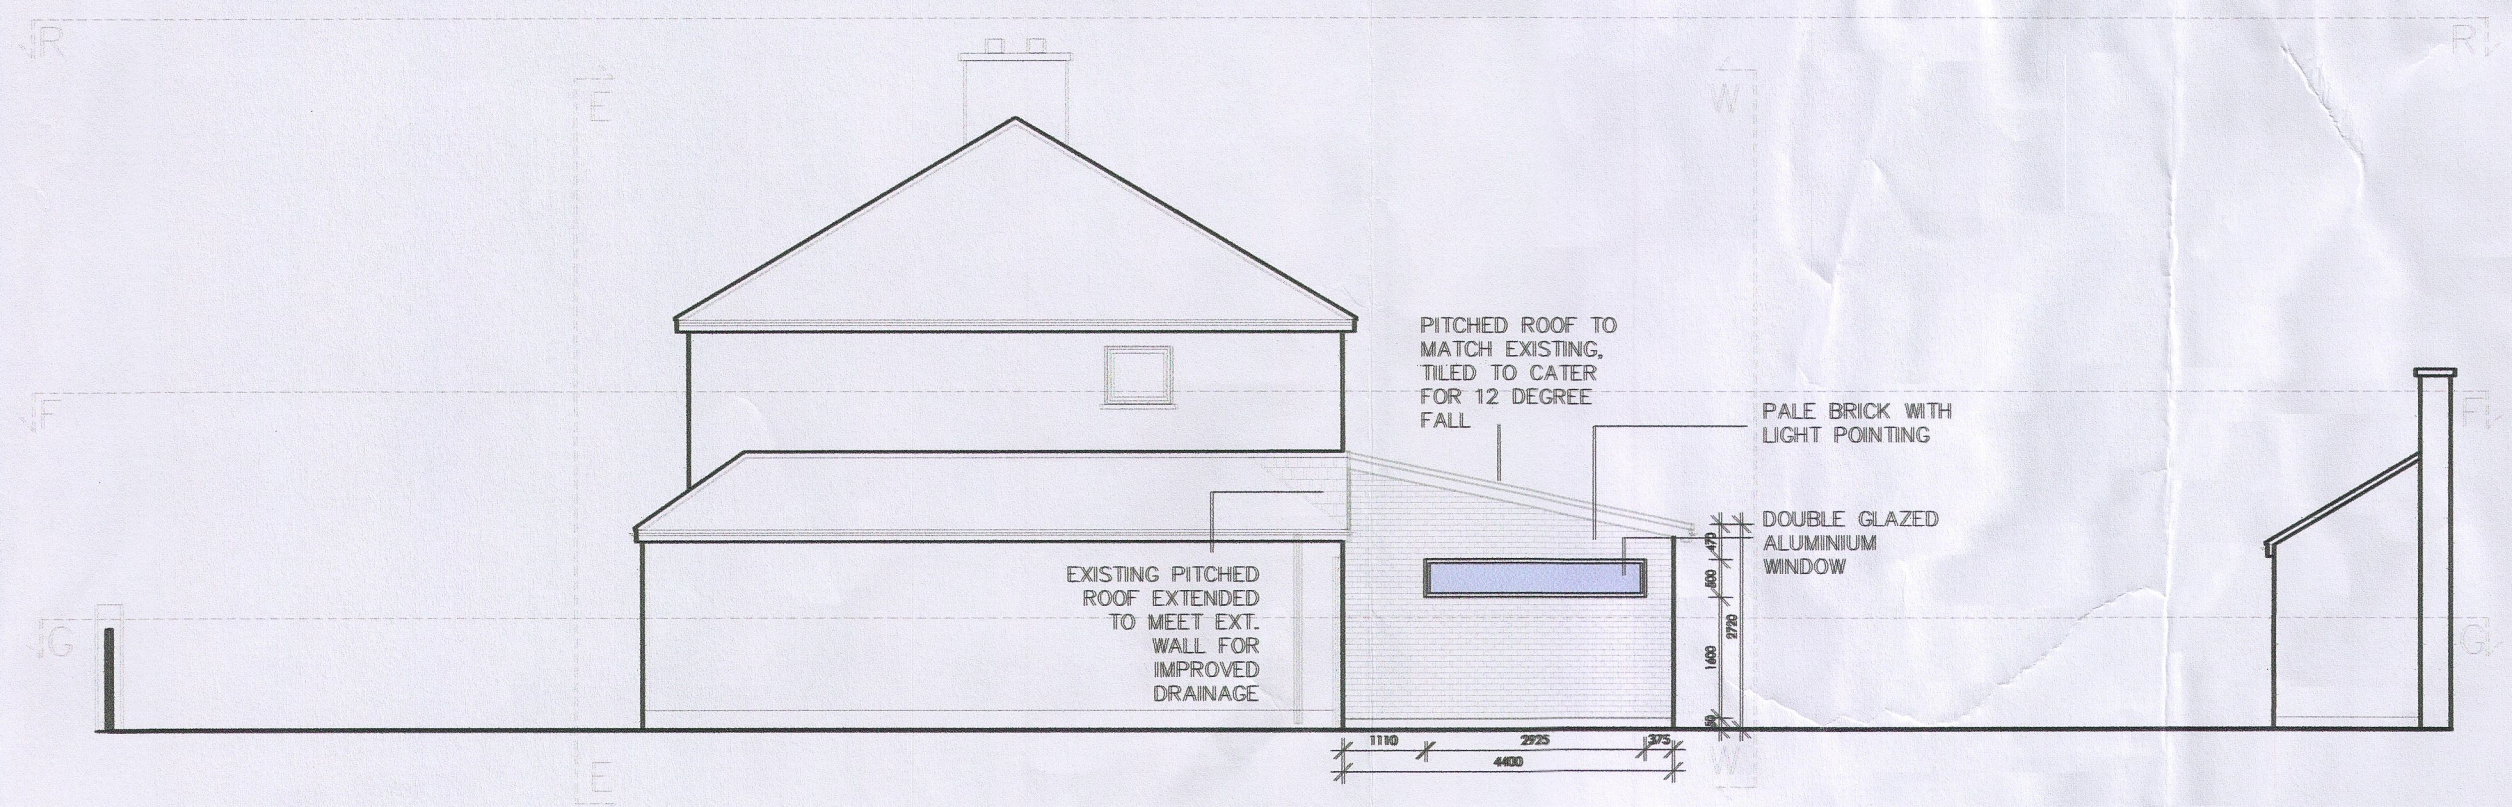 R
R
E
W
PITCHED ROOF TO
MATCH EXISTING,
TILED TO CATER
FOR 12 DEGREE
FALL
PALE BRICK WITH
LIGHT POINTING
F
F
DOUBLE GLAZED
ALUMINIUM
WINDOW
EXISTING PITCHED
ROOF EXTENDED
TO MEET EXT.
WALL FOR
IMPROVED
DRAINAGE
470
500
2720
1600
50
G
G
1110
2925
375
4400
E
W